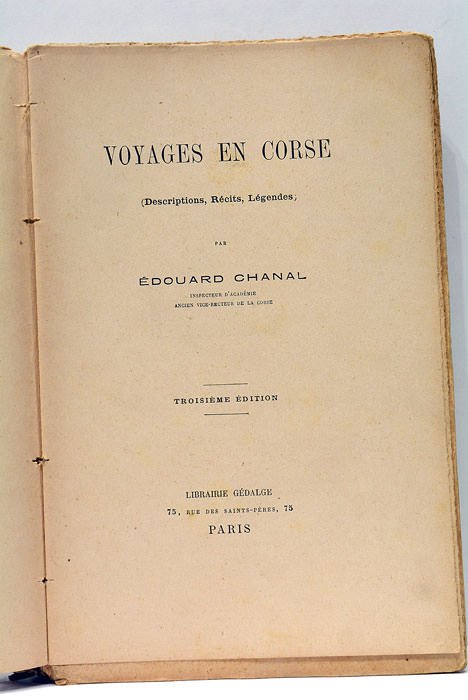 VOYAGES EN CORSE
(Descriptions, Récits, Légendes)
PAR
ÉDOUARD CHANAL
INSPECTEUR D'ACADÉMIE
ANCIEN VICE-RECTEUR DE LA CORSE
TROISIÈME ÉDITION
LIBRAIRIE GÉDALGE
75, RUE DES SAINTS-PÈRES, 75
PARIS